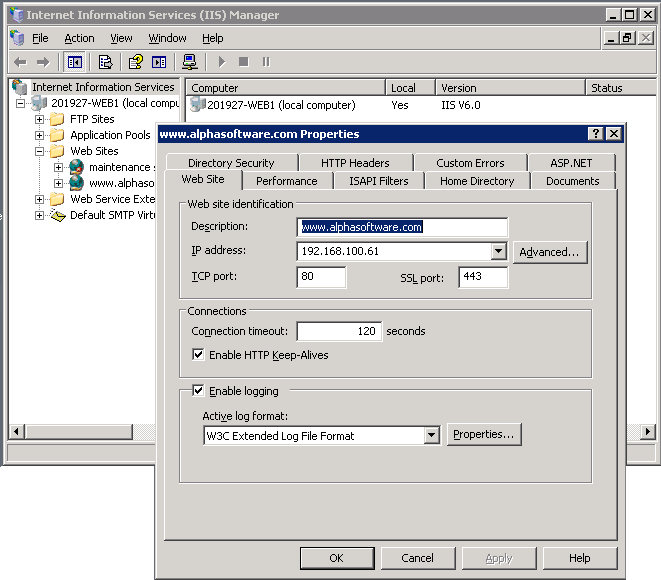 Internet Information Services (IIS) Manager
File Action View Window Help
Internet Information Services
201927-WEB1 (local compu
FTP Sites
Application Pools
Web Sites
maintenance s
www.alphaso
Web Service Exte
Default SMTP Virtu
Computer Local Version Status
201927-WEB1 (local computer) Yes IIS V6.0
www.alphasoftware.com Properties
Directory Security HTTP Headers Custom Errors ASP.NET
Web Site Performance ISAPI Filters Home Directory Documents
Web site identification
Description: www.alphasoftware.com
IP address: 192.168.100.61 Advanced...
TCP port: 80 SSL port: 443
Connections
Connection timeout: 120 seconds
Enable HTTP Keep-Alives
Enable logging
Active log format:
W3C Extended Log File Format Properties...
OK Cancel Apply Help